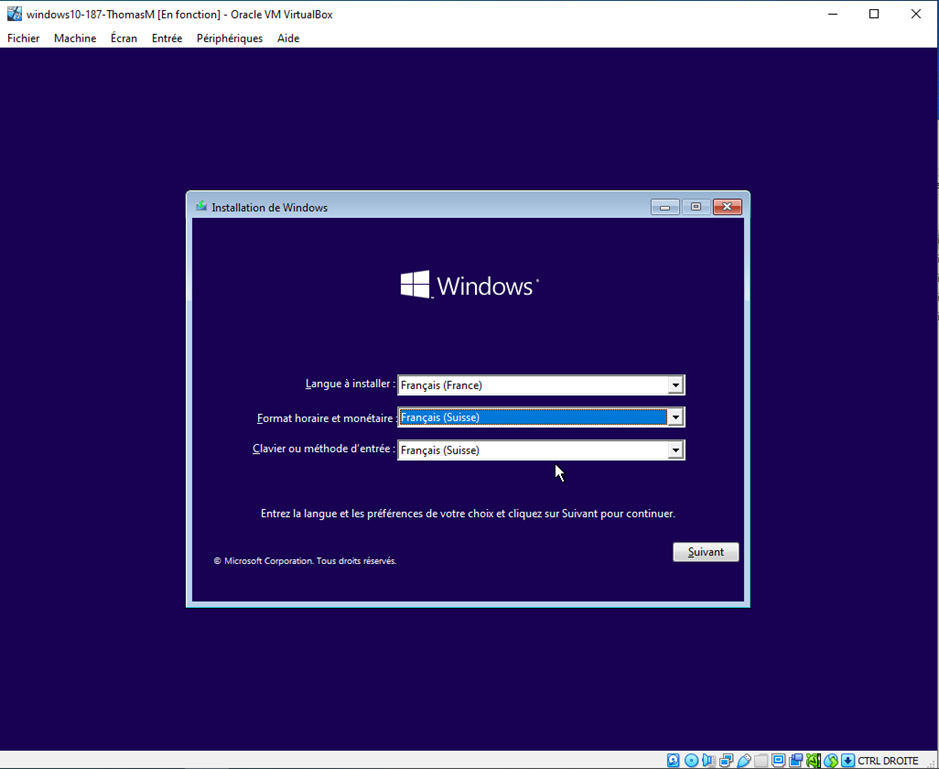 windows10-187-ThomasM [En fonction] - Oracle VM VirtualBox
Fichier Machine Écran Entrée Périphériques Aide
Installation de Windows
Windows
Langue à installer : Français (France)
Format horaire et monétaire : Français (Suisse)
Clavier ou méthode d'entrée : Français (Suisse)
Entrez la langue et les préférences de votre choix et cliquez sur Suivant pour continuer.
Suivant
© Microsoft Corporation. Tous droits réservés.
CTRL DROITE